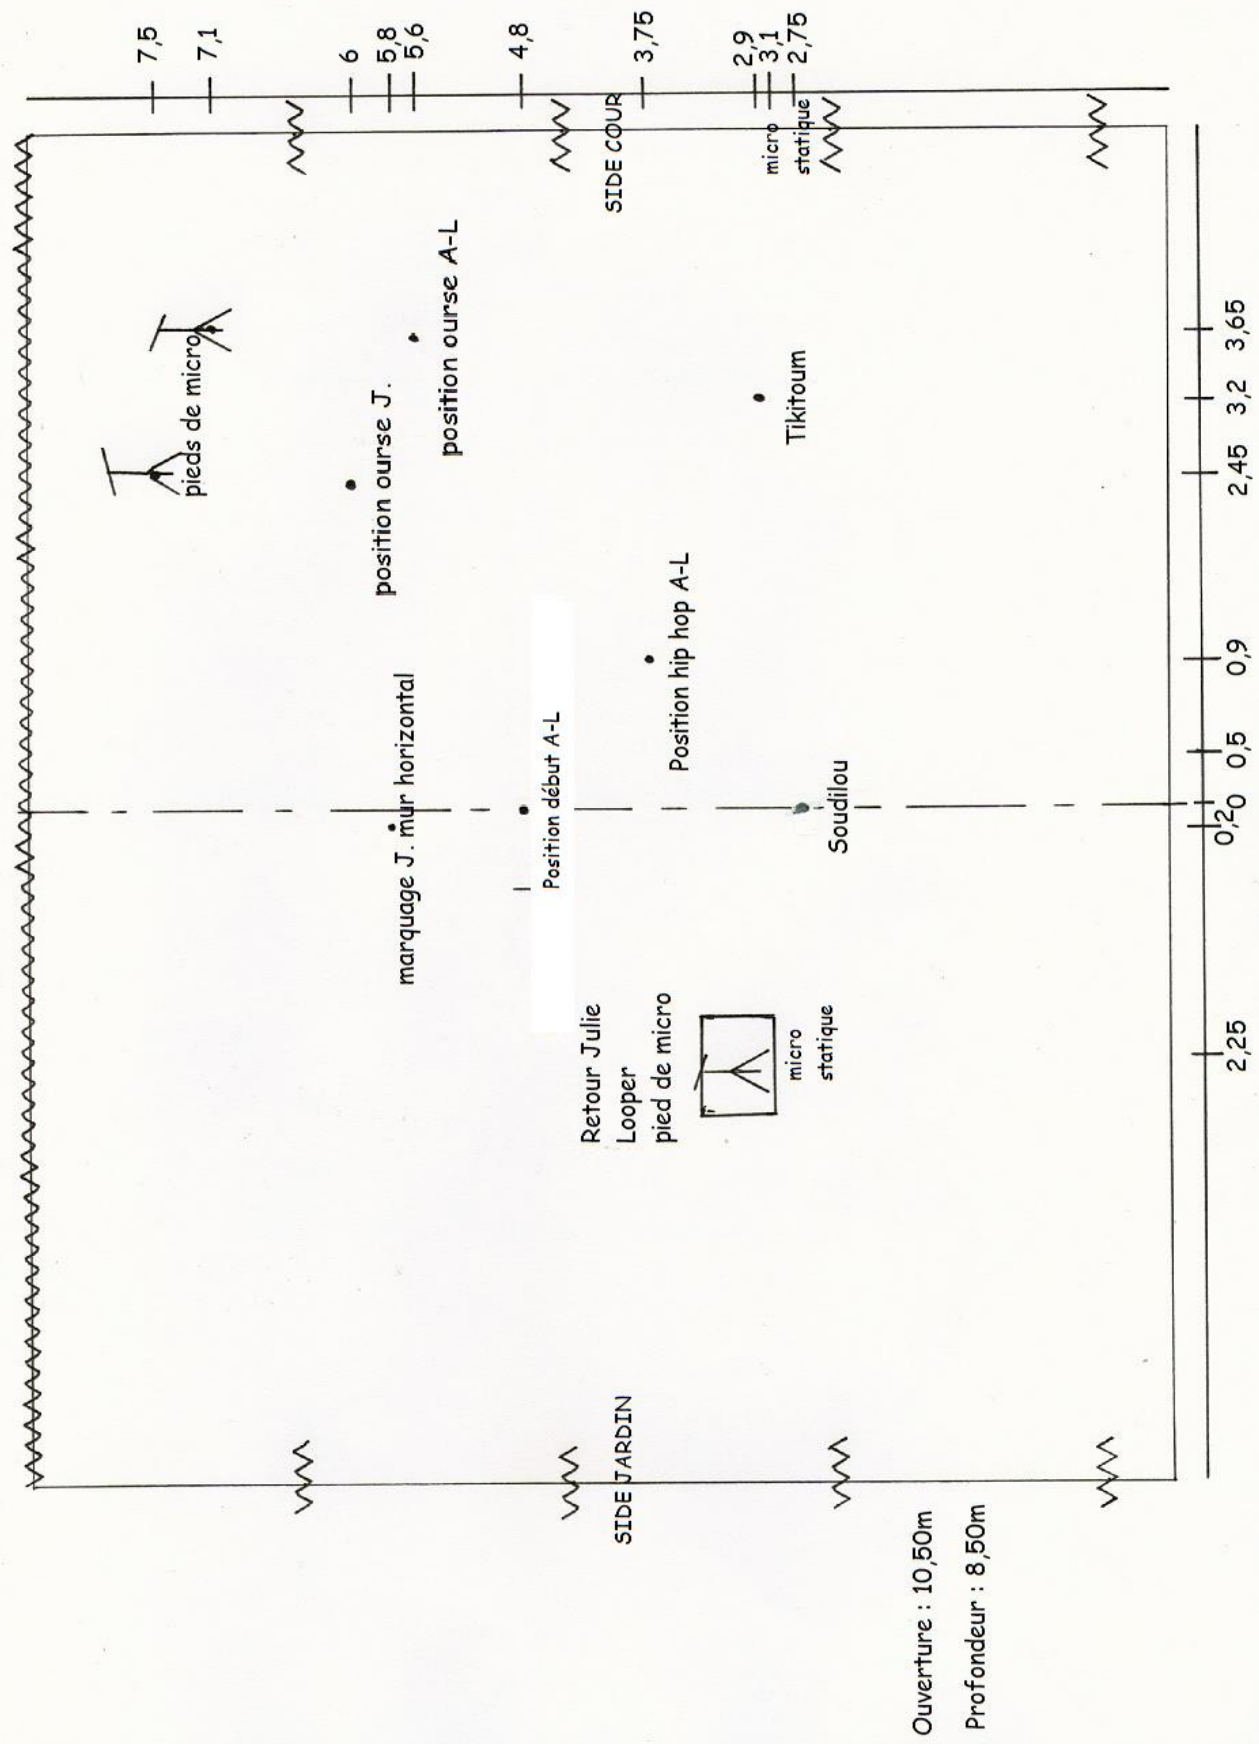 7,5
pieds de micro
7,1
6
position ourse J.
5,8
marquage J. mur horizontal
5,6
position ourse A-L
4,8
Position début A-L
Retour Julie
Looper
pied de micro
SIDE JARDIN
SIDE COUR
3,75
Position hip hop A-L
2,9
3,1
2,75
micro
statique
micro
statique
Tikitoum
Soudilou
Ouverture : 10,50m
Profondeur : 8,50m
2,25
0,2
0
0,5
0,9
2,45
3,2
3,65